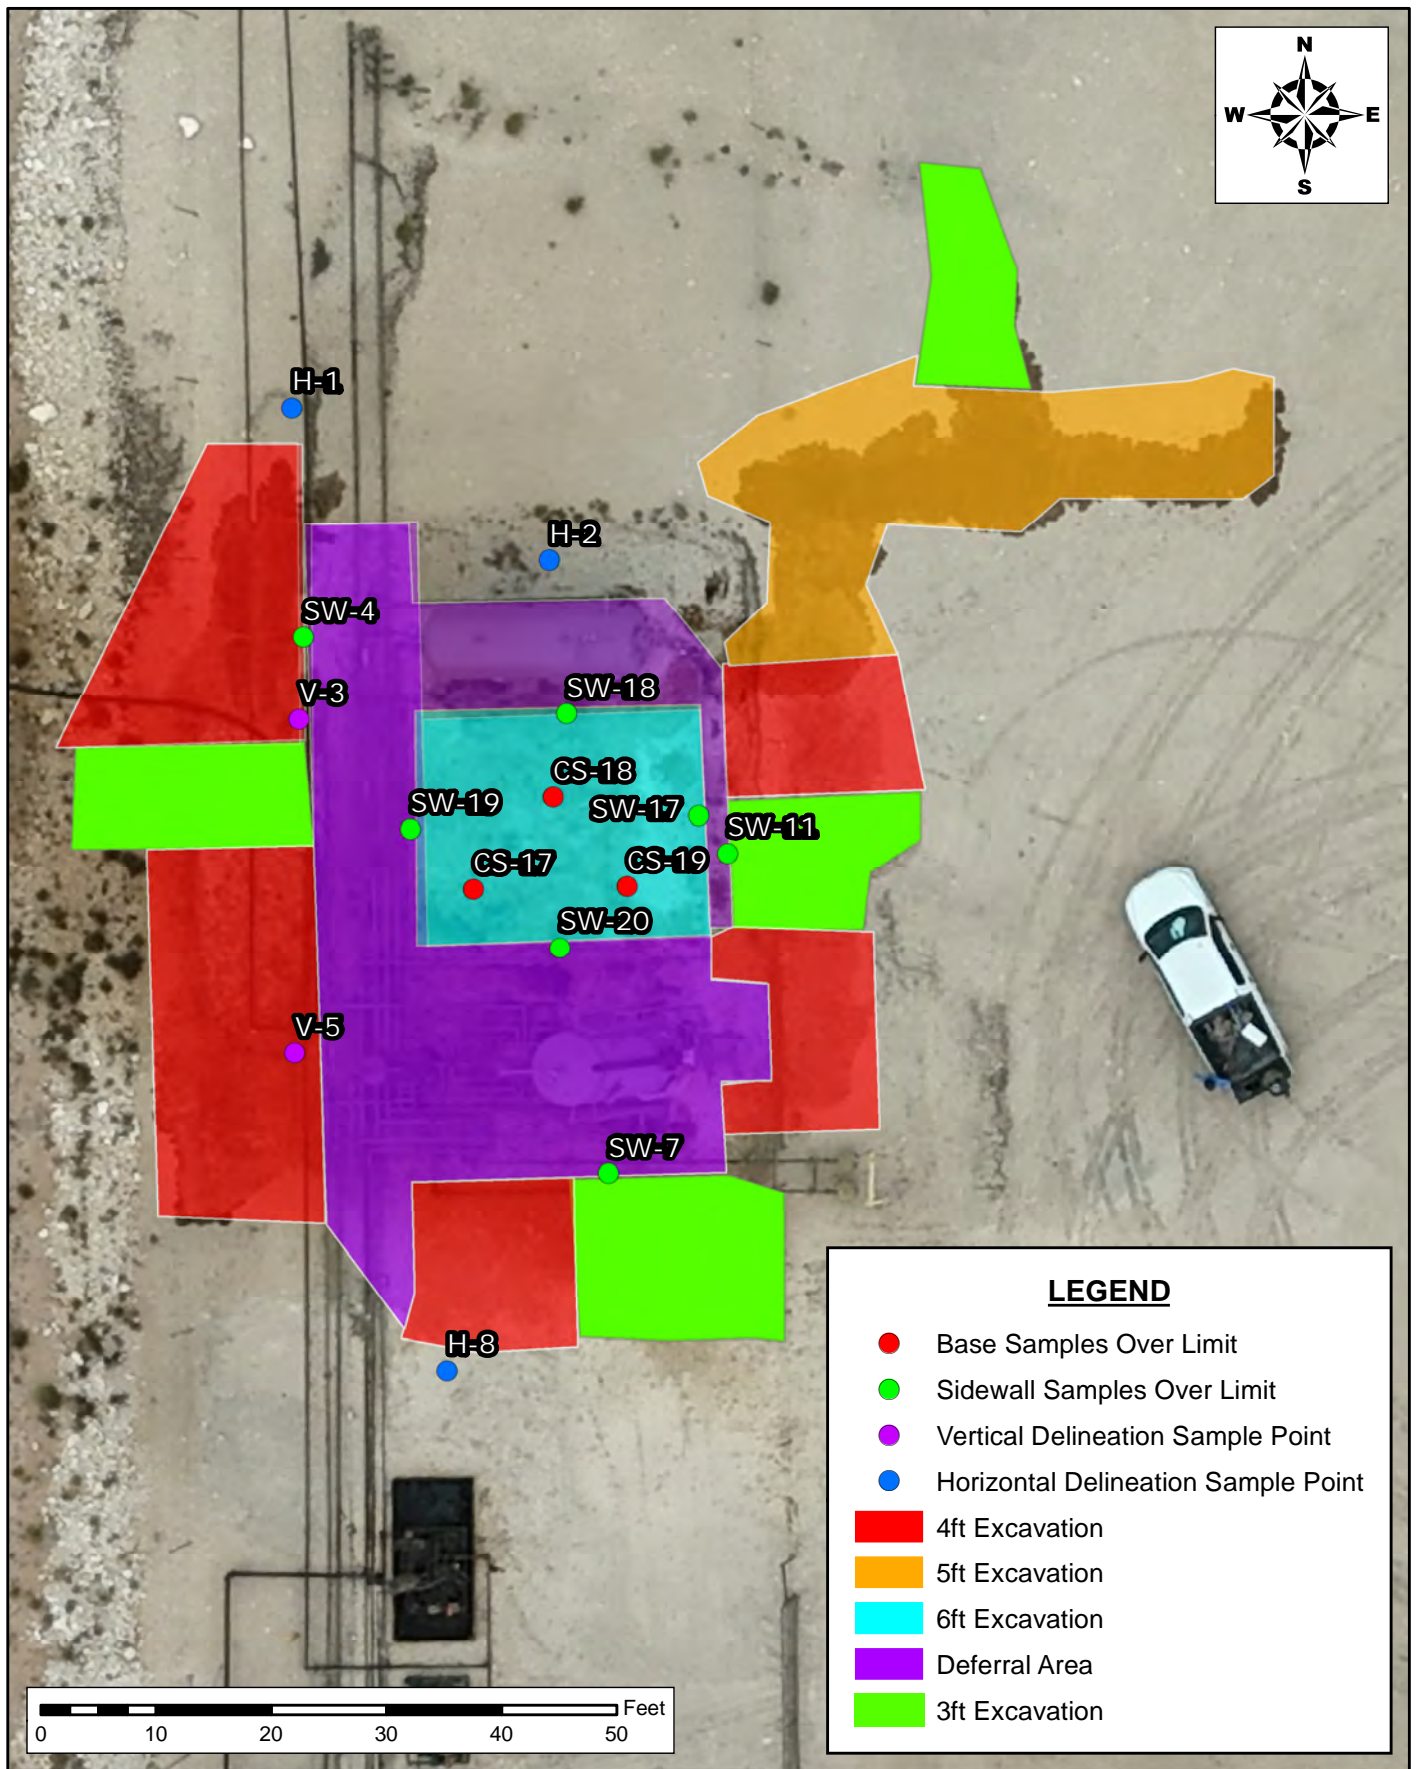 N
W E
S
H-1
H-2
SW-4
V-3
SW-18
CS-18
SW-19
SW-17
SW-11
CS-17
CS-19
SW-20
V-5
SW-7
H-8
LEGEND
Base Samples Over Limit
Sidewall Samples Over Limit
Vertical Delineation Sample Point
Horizontal Delineation Sample Point
4ft Excavation
5ft Excavation
6ft Excavation
Deferral Area
3ft Excavation
Feet
0 10 20 30 40 50